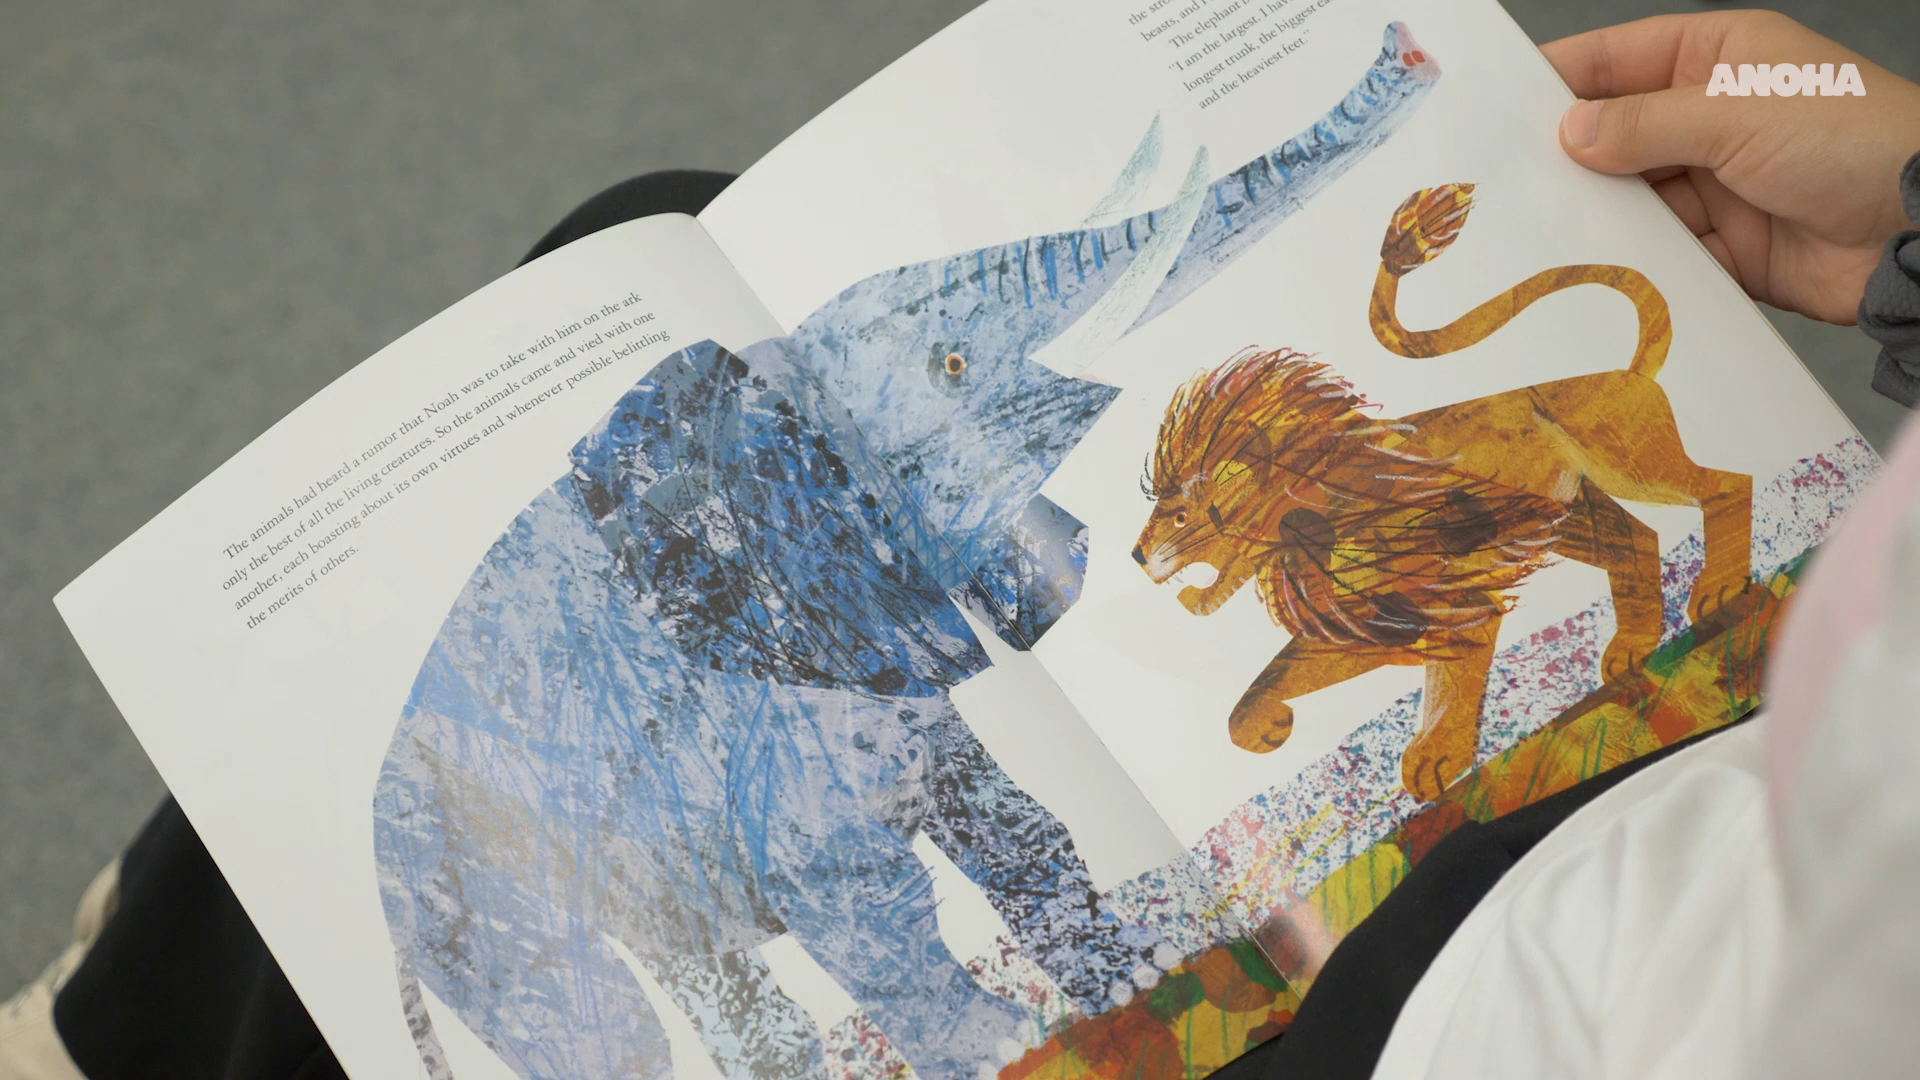 The animals had heard a rumor that Noah was to take with him on the ark
only the best of all the living creatures. So the animals came and vied with one
another, each boasting about its own virtues and whenever possible belittling
the merits of others.
the
beasts, and I
"The elephant
"I am the largest. I have
longest trunk, the biggest
and the heaviest feet."
ANOHA